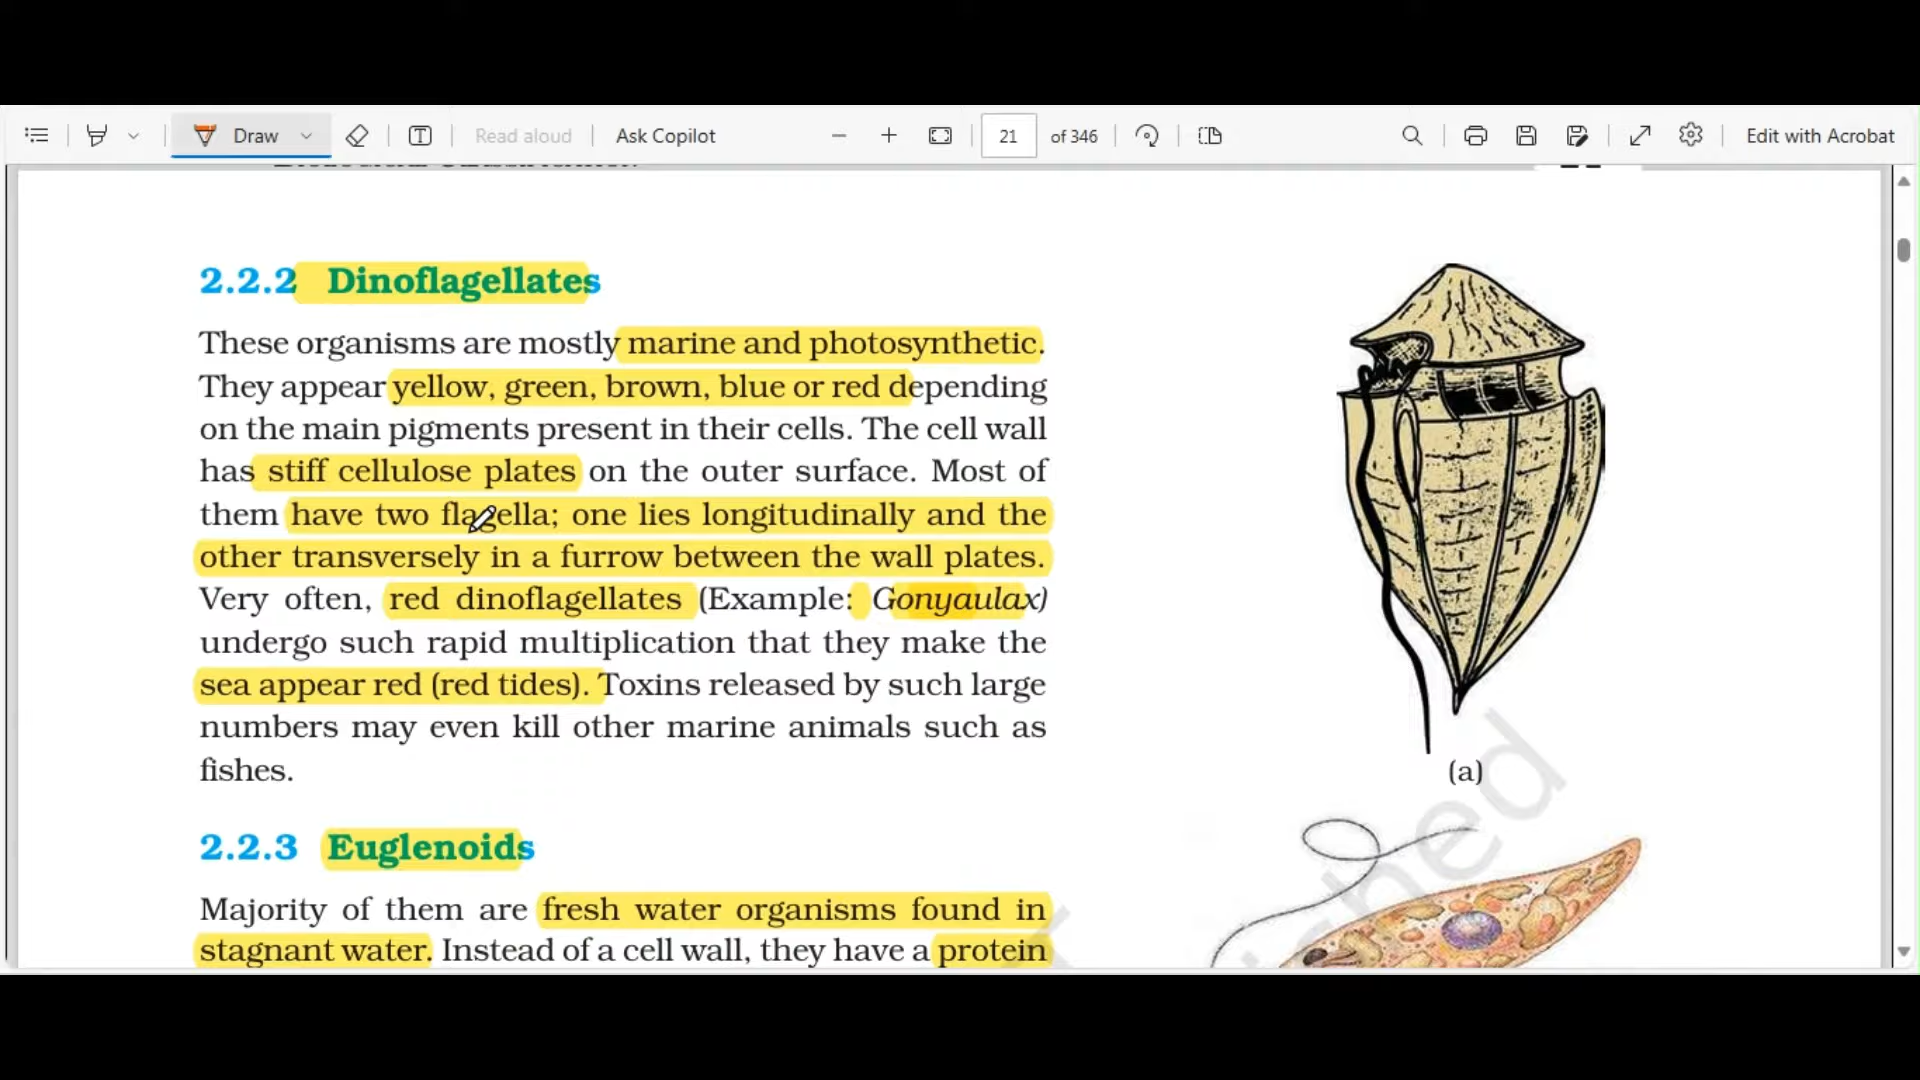 Draw
Read aloud
Ask Copilot
21
of 346
Edit with Acrobat
2.2.2 Dinoflagellates
These organisms are mostly marine and photosynthetic.
They appear yellow, green, brown, blue or red depending
on the main pigments present in their cells. The cell wall
has stiff cellulose plates on the outer surface. Most of
them have two flagella; one lies longitudinally and the
other transversely in a furrow between the wall plates.
Very often, red dinoflagellates (Example: Gonyaulax)
undergo such rapid multiplication that they make the
sea appear red (red tides). Toxins released by such large
numbers may even kill other marine animals such as
fishes.
(a)
2.2.3 Euglenoids
Majority of them are fresh water organisms found in
stagnant water. Instead of a cell wall, they have a protein